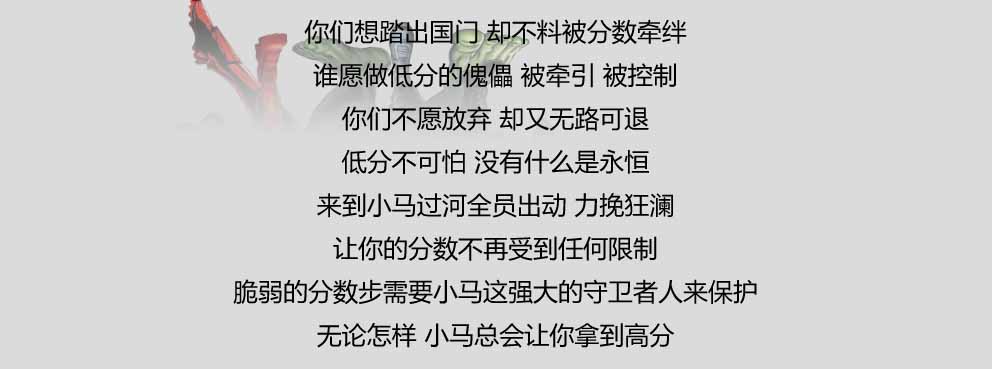 你们想踏出国门 却不料被分数牵绊
谁愿做低分的傀儡 被牵引 被控制
你们不愿放弃 却又无路可退
低分不可怕 没有什么是永恒
来到小马过河全员出动 力挽狂澜
让你的分数不再受到任何限制
脆弱的分数步需要小马这强大的守卫者人来保护
无论怎样 小马总会让你拿到高分